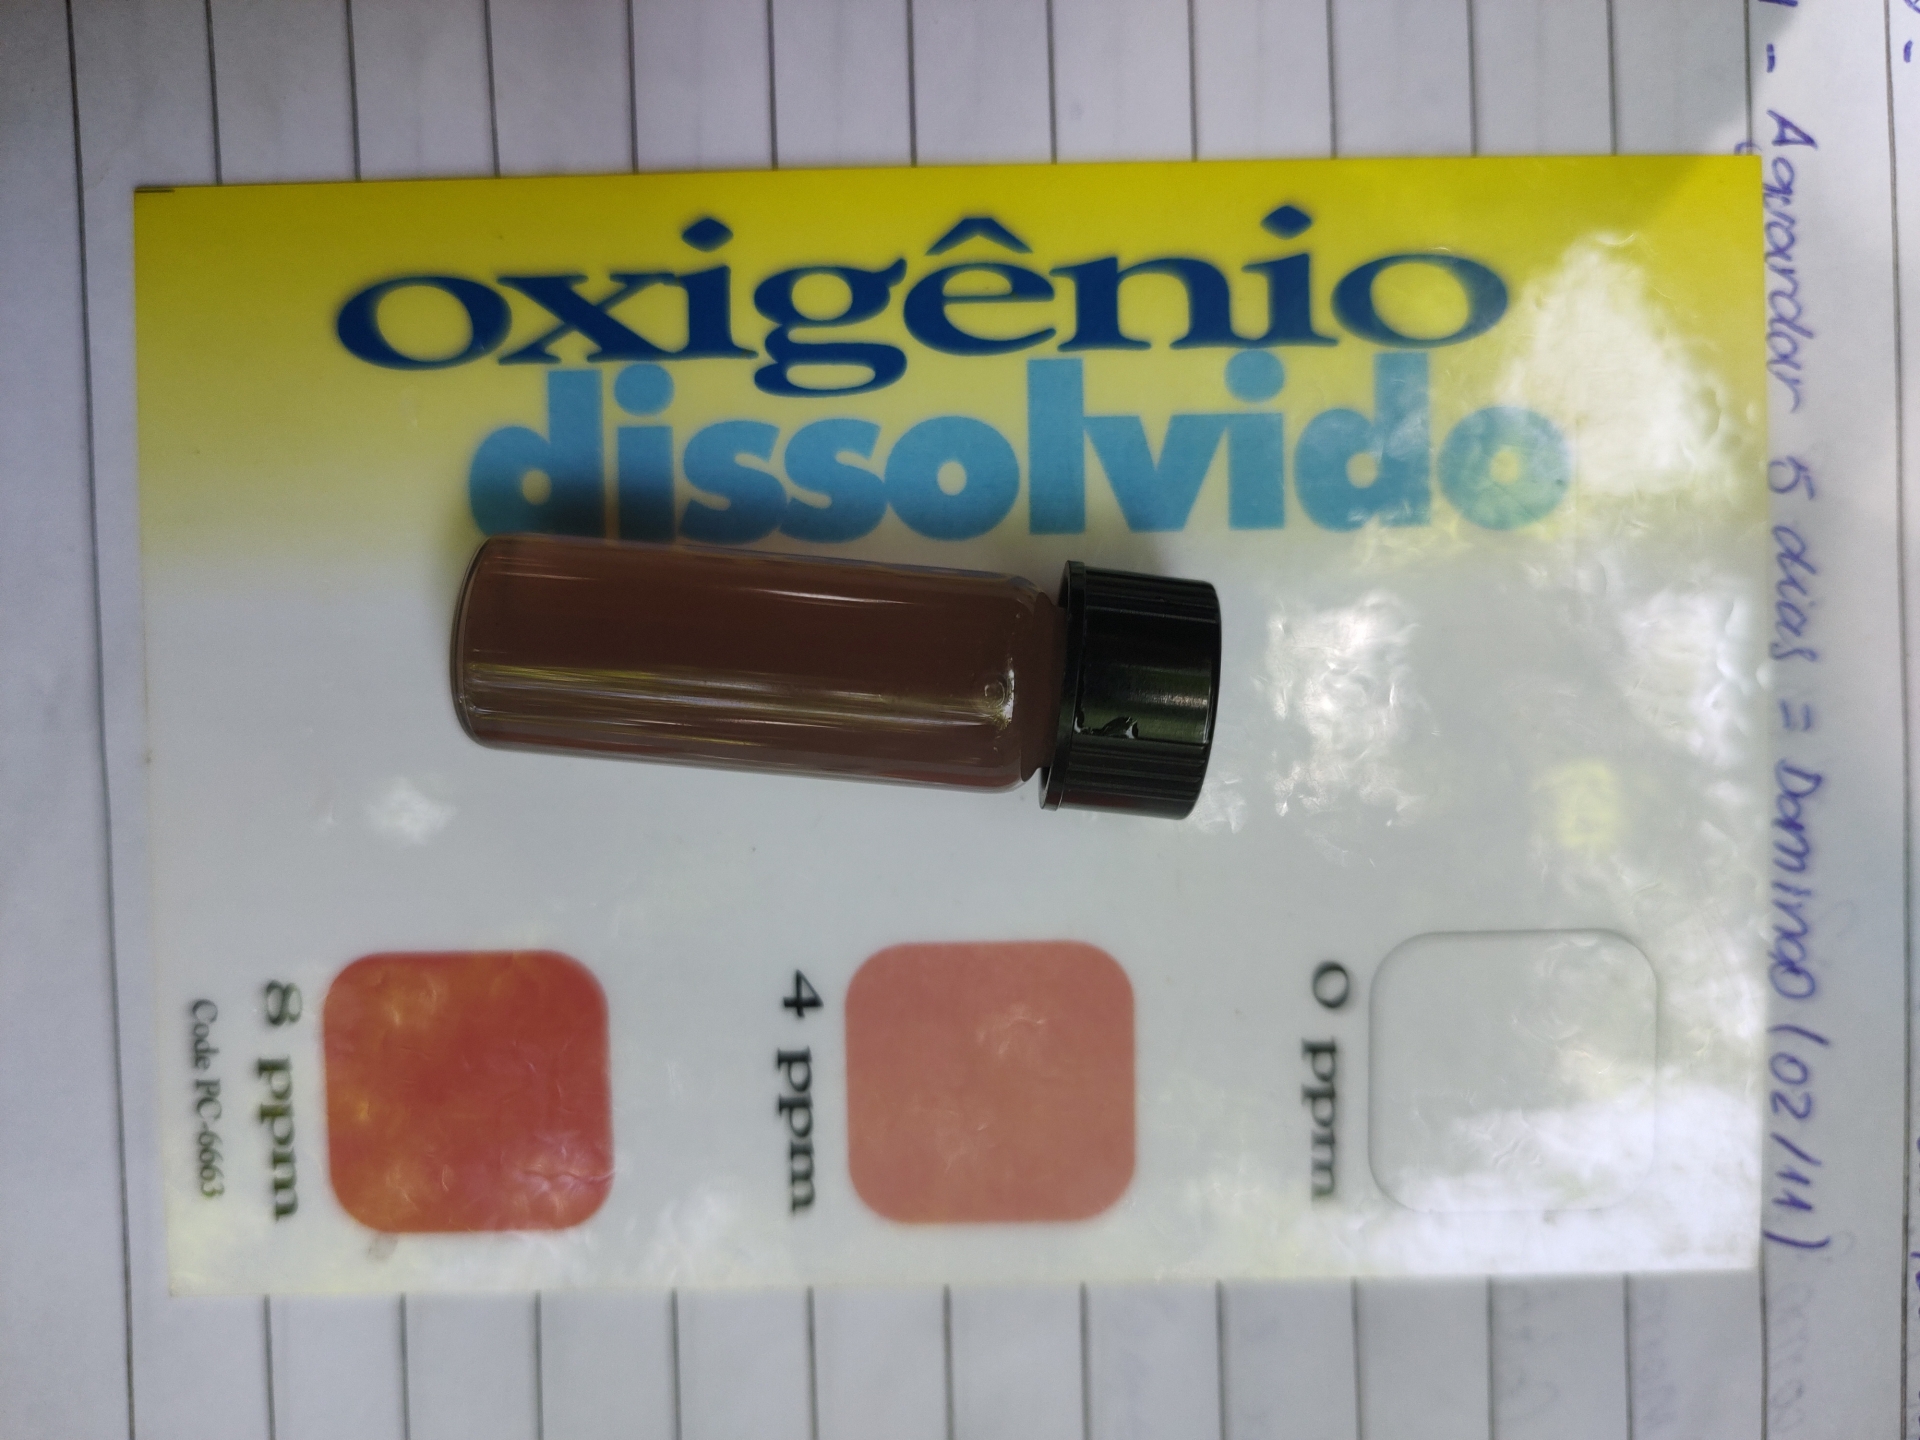 oxigênio
dissolvido
8 ppm
4 ppm
0 ppm
Code PC-6663
- Aguardar 5 dias = Domingo (02/11)